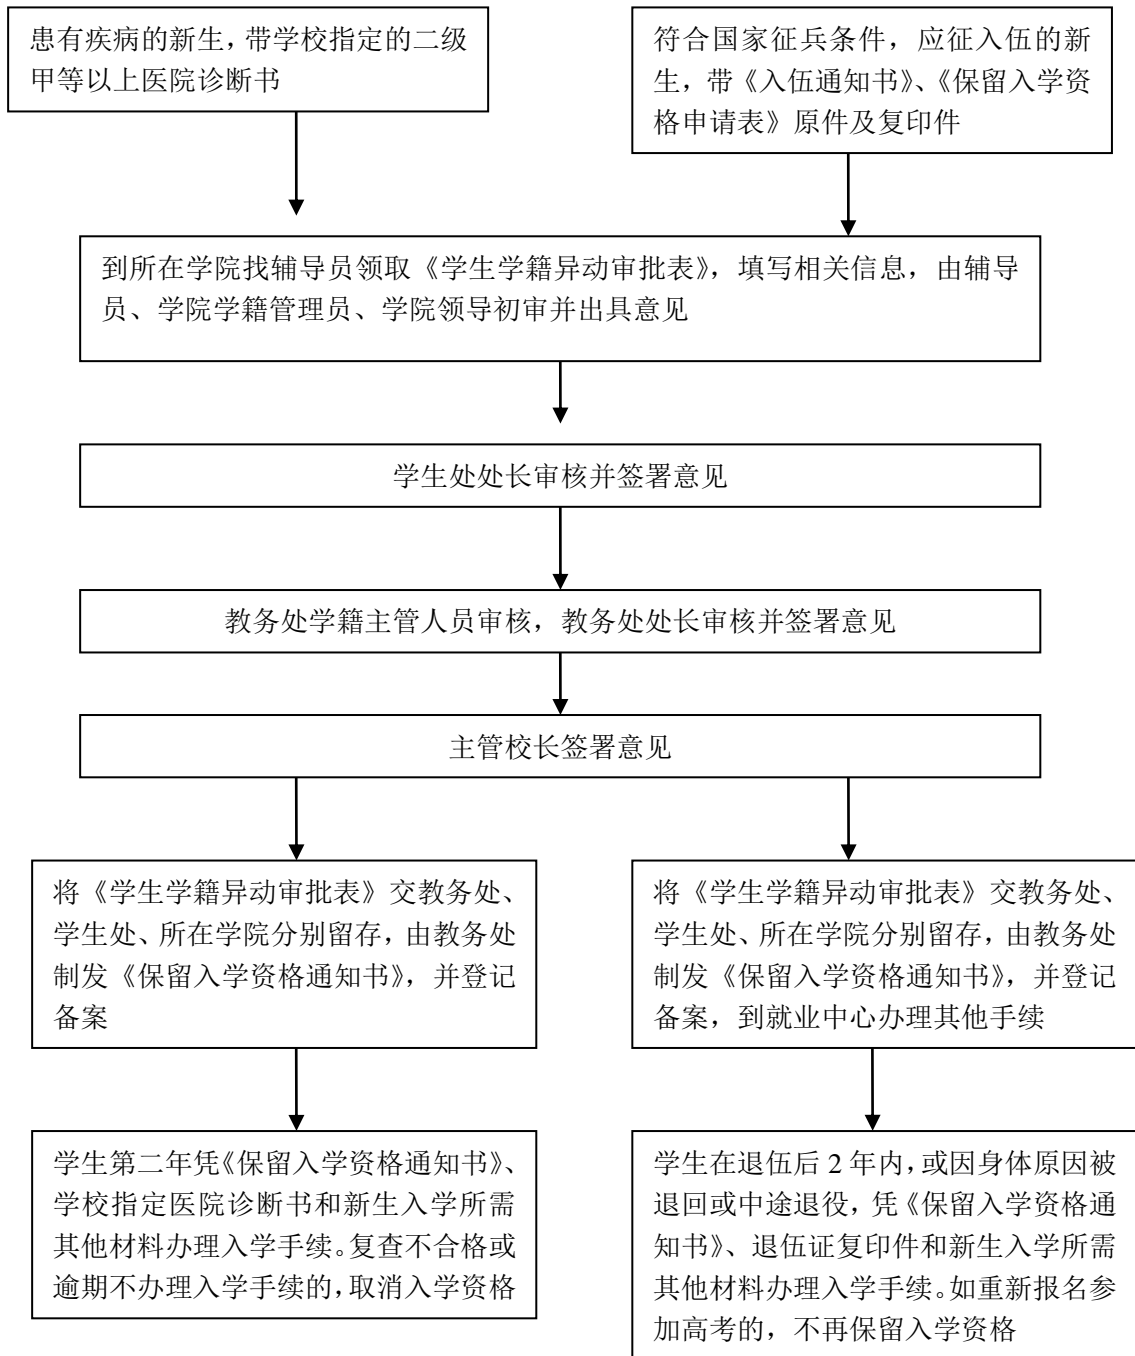 患有疾病的新生，带学校指定的二级
甲等以上医院诊断书
符合国家征兵条件，应征入伍的新
生，带《入伍通知书》、《保留入学资
格申请表》原件及复印件
到所在学院找辅导员领取《学生学籍异动审批表》，填写相关信息，由辅导
员、学院学籍管理员、学院领导初审并出具意见
学生处处长审核并签署意见
教务处学籍主管人员审核，教务处处长审核并签署意见
主管校长签署意见
将《学生学籍异动审批表》交教务处、
学生处、所在学院分别留存，由教务处
制发《保留入学资格通知书》，并登记
备案
将《学生学籍异动审批表》交教务处、
学生处、所在学院分别留存，由教务处
制发《保留入学资格通知书》，并登记
备案，到就业中心办理其他手续
学生第二年凭《保留入学资格通知书》、
学校指定医院诊断书和新生入学所需
其他材料办理入学手续。复查不合格或
逾期不办理入学手续的，取消入学资格
学生在退伍后 2 年内，或因身体原因被
退回或中途退役，凭《保留入学资格通
知书》、退伍证复印件和新生入学所需
其他材料办理入学手续。如重新报名参
加高考的，不再保留入学资格